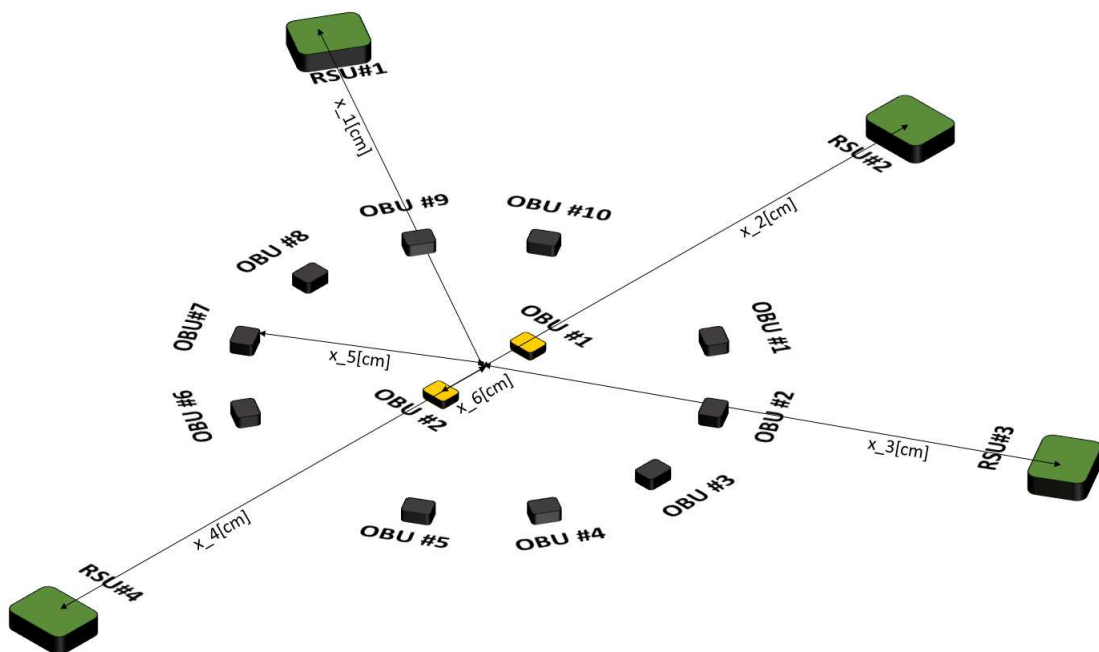 RSU#1
x_1[cm]
RSU#2
x_2[cm]
OBU #9
OBU #10
OBU #8
OBU#7
OBU #1
OBU #1
x_5[cm]
x_6[cm]
OBU #6
OBU #2
OBU #2
x_3[cm]
RSU#3
OBU #3
x_4[cm]
OBU #5
OBU #4
RSU#4